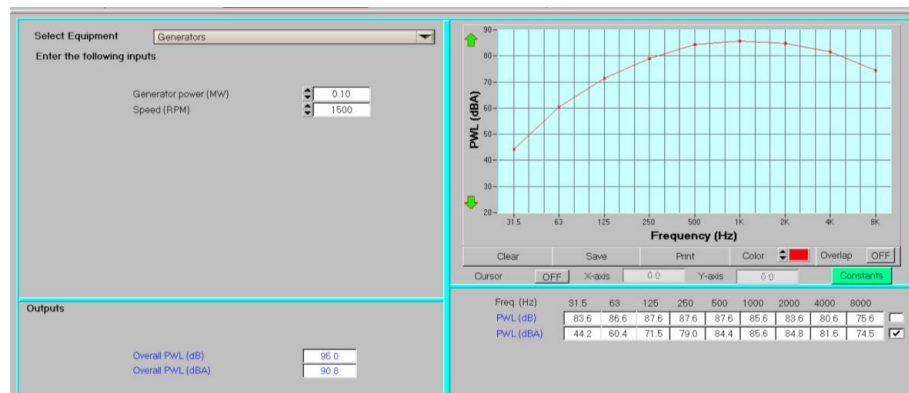 Select Equipment Generators
Enter the following inputs
Generator power (MW) 0.10
Speed (RPM) 1500
Outputs
Overall PWL (dB) 95.0
Overall PWL (dBA) 90.8
PWL (dBA)
90
80
70
60
50
40
30
20
31.5 63 125 250 500 1K 2K 4K 8K
Frequency (Hz)
Clear Save Print Color Overlap OFF
Cursor OFF X-axis 0.0 Y-axis 0.0 Constants
Freq. (Hz) 31.5 63 125 250 500 1000 2000 4000 8000
PWL (dB) 83.6 86.6 87.6 87.6 87.6 85.6 83.6 80.6 75.6
PWL (dBA) 44.2 60.4 71.5 79.0 84.4 85.6 84.8 81.6 74.5